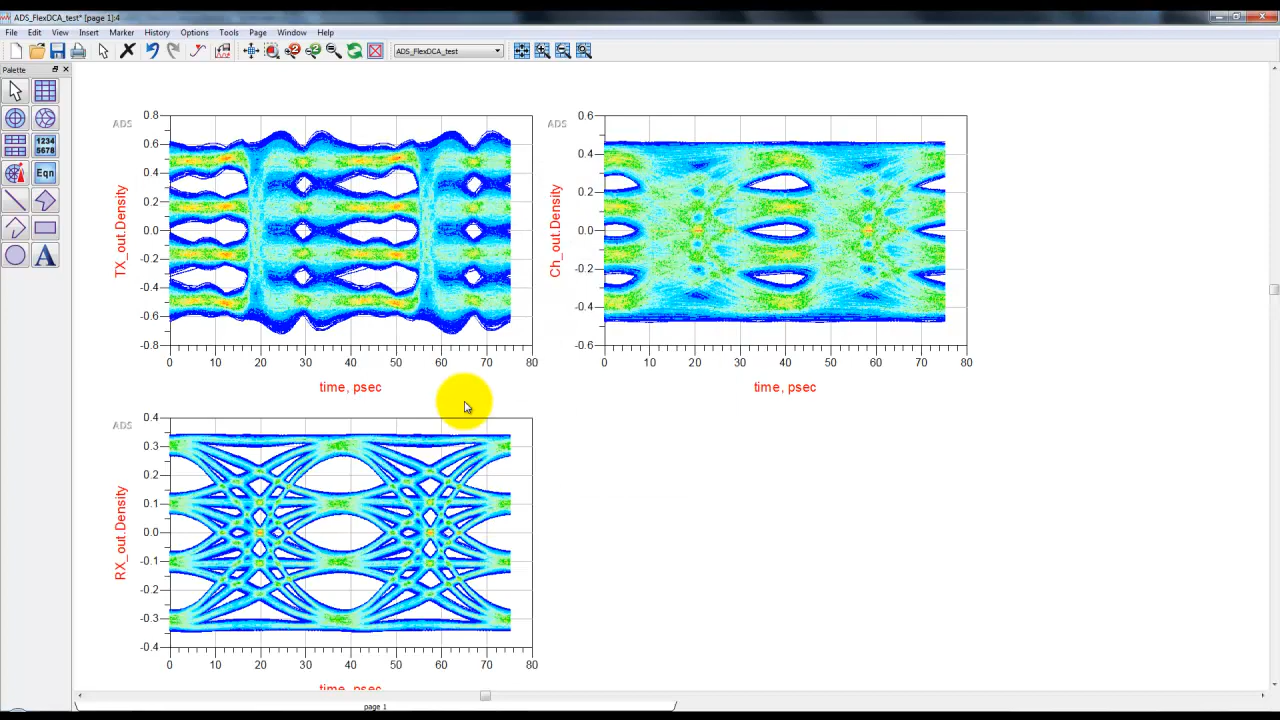 ADS_FlexDCA_test* [page 1]:4
File Edit View Insert Marker History Options Tools Page Window Help
ADS_FlexDCA_test
Palette
1234
5678
Eqn
A
ADS
TX_out.Density
0.8
0.6
0.4
0.2
0.0
-0.2
-0.4
-0.6
-0.8
0 10 20 30 40 50 60 70 80
time, psec
ADS
Ch_out.Density
0.6
0.4
0.2
0.0
-0.2
-0.4
-0.6
0 10 20 30 40 50 60 70 80
time, psec
ADS
RX_out.Density
0.4
0.3
0.2
0.1
0.0
-0.1
-0.2
-0.3
-0.4
0 10 20 30 40 50 60 70 80
time, psec
page 1